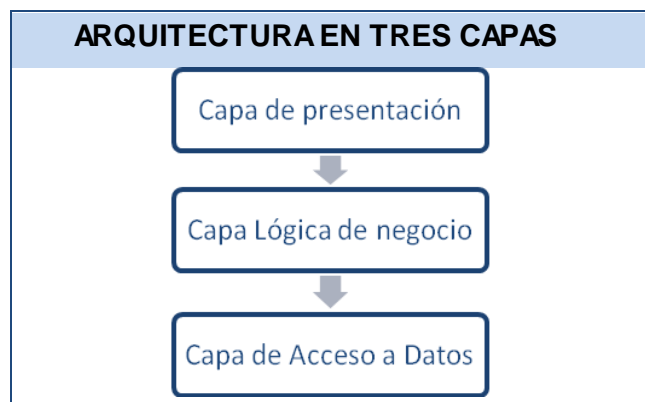 ARQUITECTURA EN TRES CAPAS
Capa de presentación
Capa Lógica de negocio
Capa de Acceso a Datos